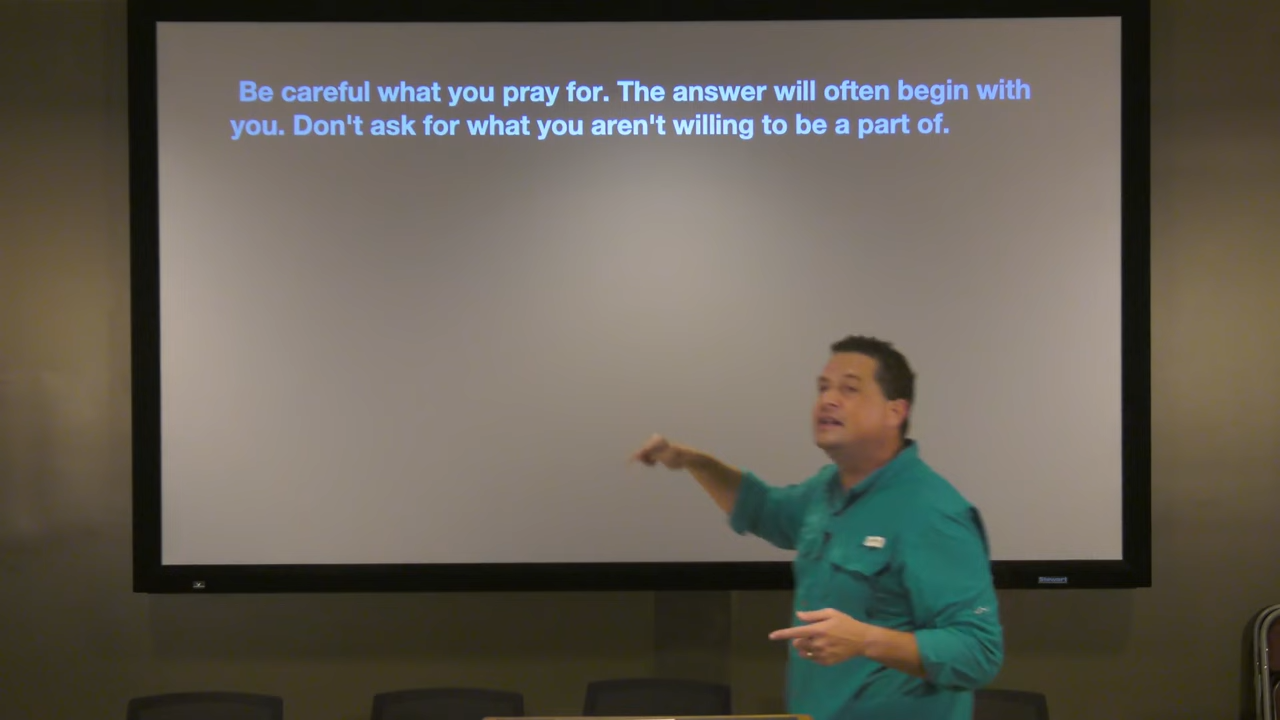 Be careful what you pray for. The answer will often begin with
you. Don't ask for what you aren't willing to be a part of.